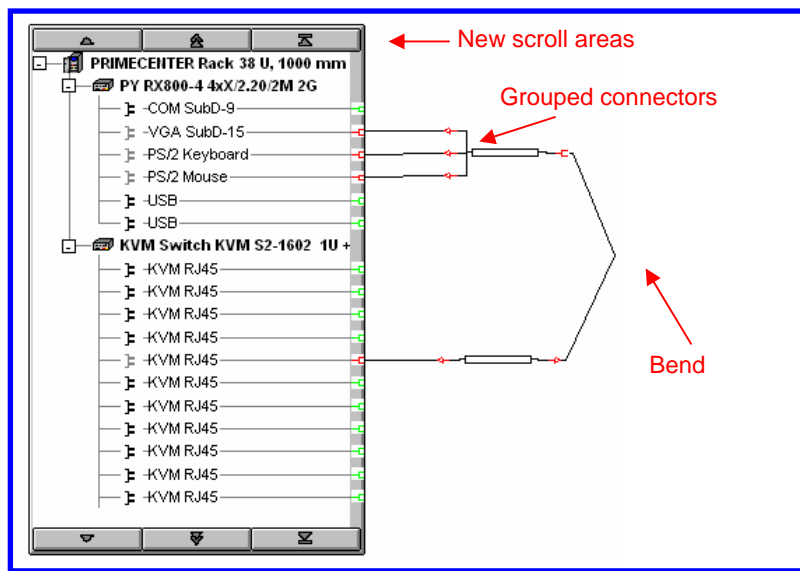 New scroll areas
PRIMECENTER Rack 38 U, 1000 mm
PY RX800-4 4xX/2.20/2M 2G
Grouped connectors
COM SubD-9
VGA SubD-15
PS/2 Keyboard
PS/2 Mouse
USB
USB
KVM Switch KVM S2-1602 1U +
KVM RJ45
KVM RJ45
KVM RJ45
KVM RJ45
KVM RJ45
Bend
KVM RJ45
KVM RJ45
KVM RJ45
KVM RJ45
KVM RJ45
KVM RJ45